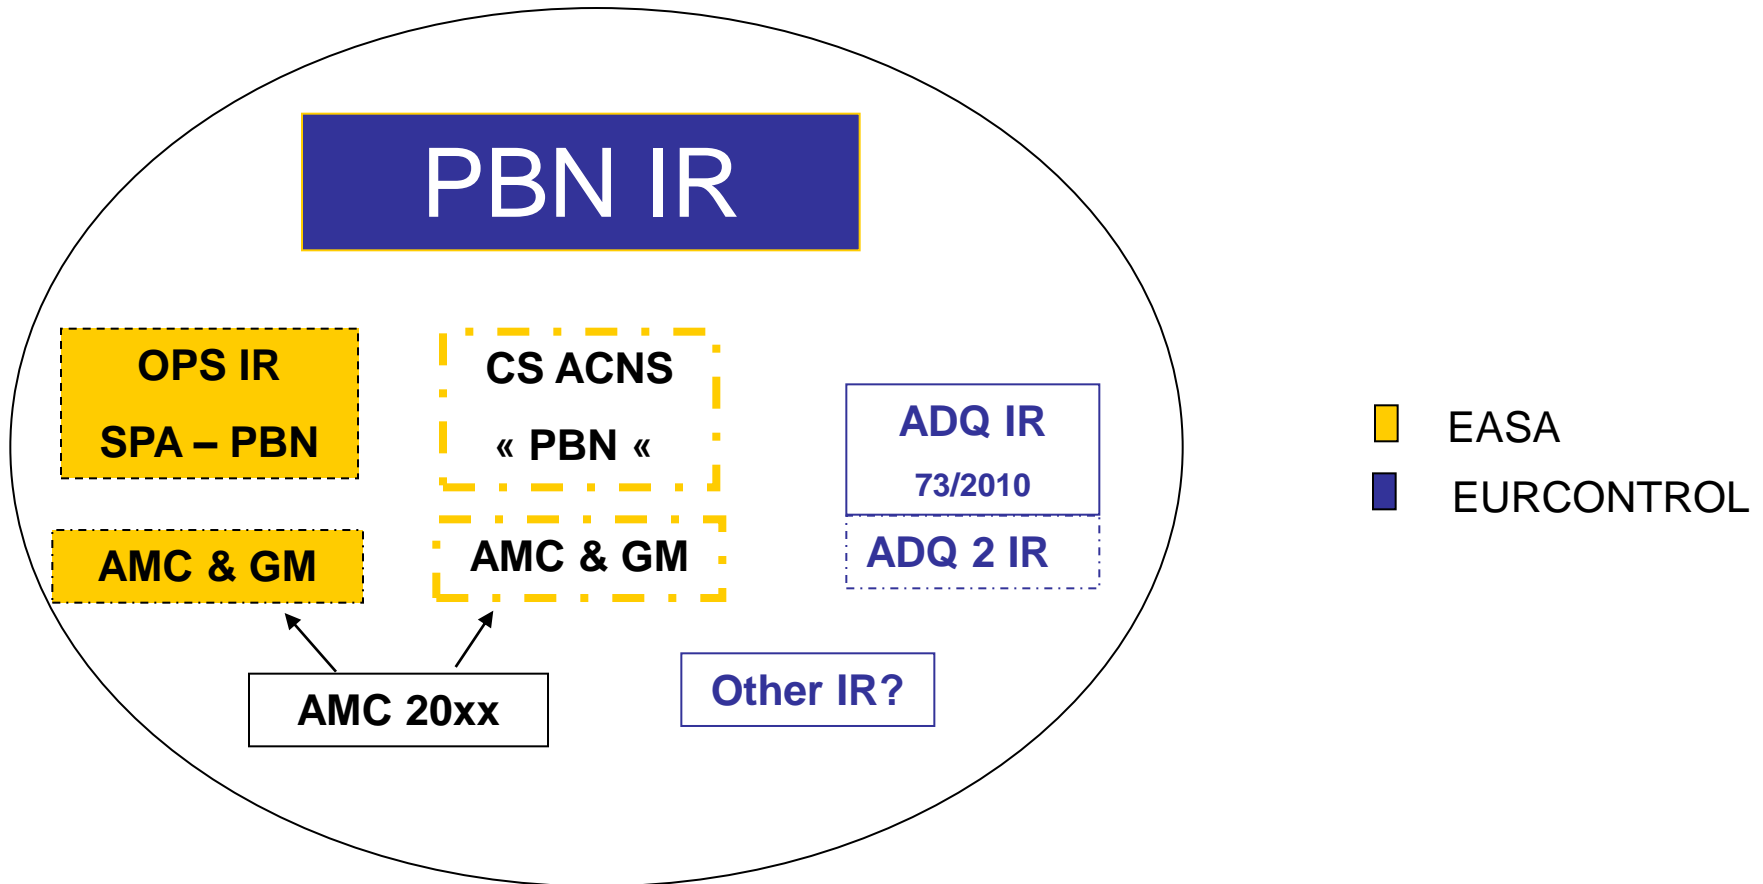 PBN IR
OPS IR
SPA – PBN
CS ACNS
« PBN «
ADQ IR
73/2010
ADQ 2 IR
AMC & GM
AMC & GM
AMC 20xx
Other IR?
EASA
EURCONTROL